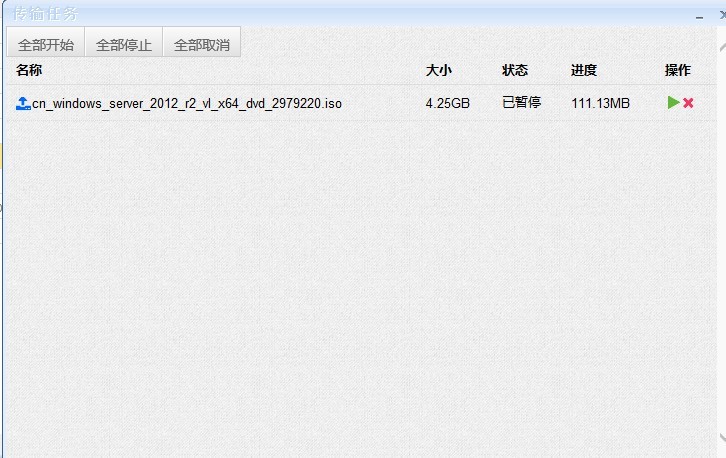 传输任务
全部开始 全部停止 全部取消
名称 大小 状态 进度 操作
cn_windows_server_2012_r2_vl_x64_dvd_2979220.iso 4.25GB 已暂停 111.13MB